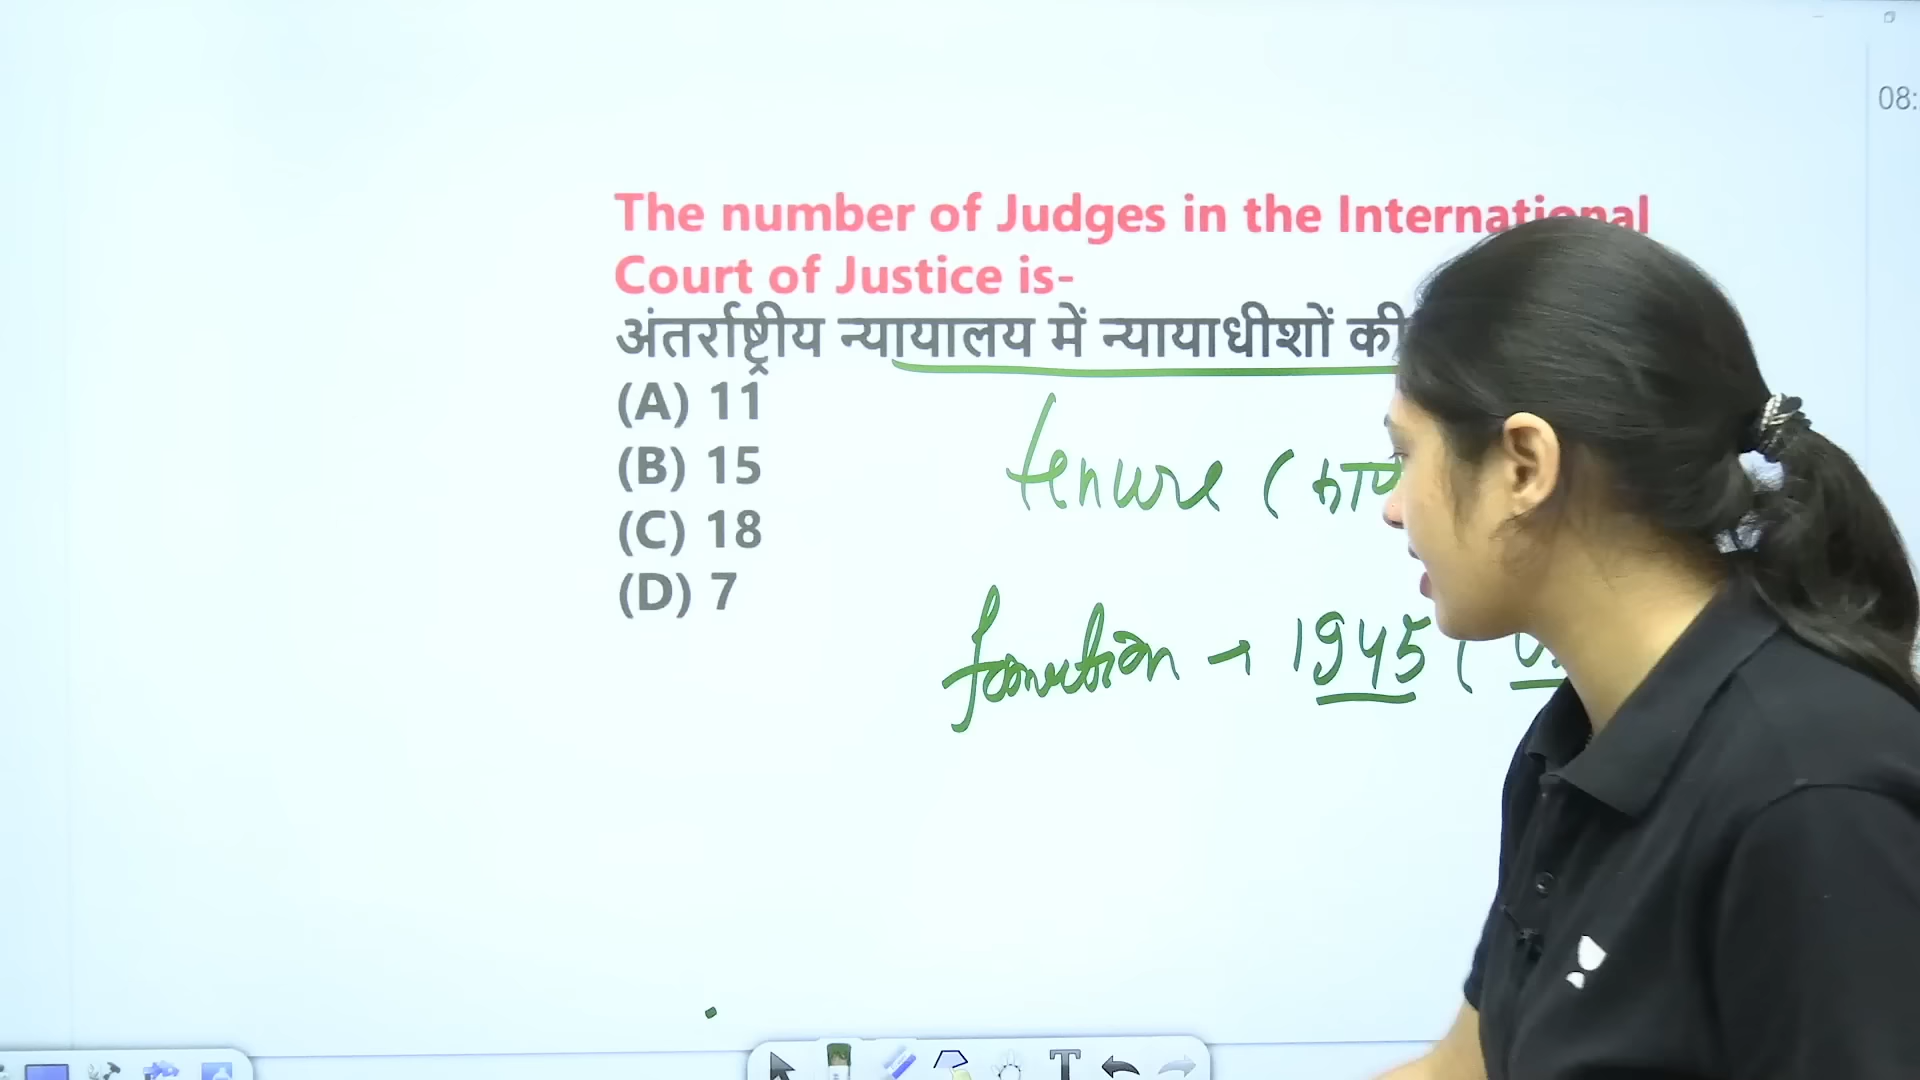 08:
The number of Judges in the International
Court of Justice is-
अंतर्राष्ट्रीय न्यायालय में न्यायाधीशों की
(A) 11
(B) 15
(C) 18
(D) 7
tenure (
formation → 1945 (
T